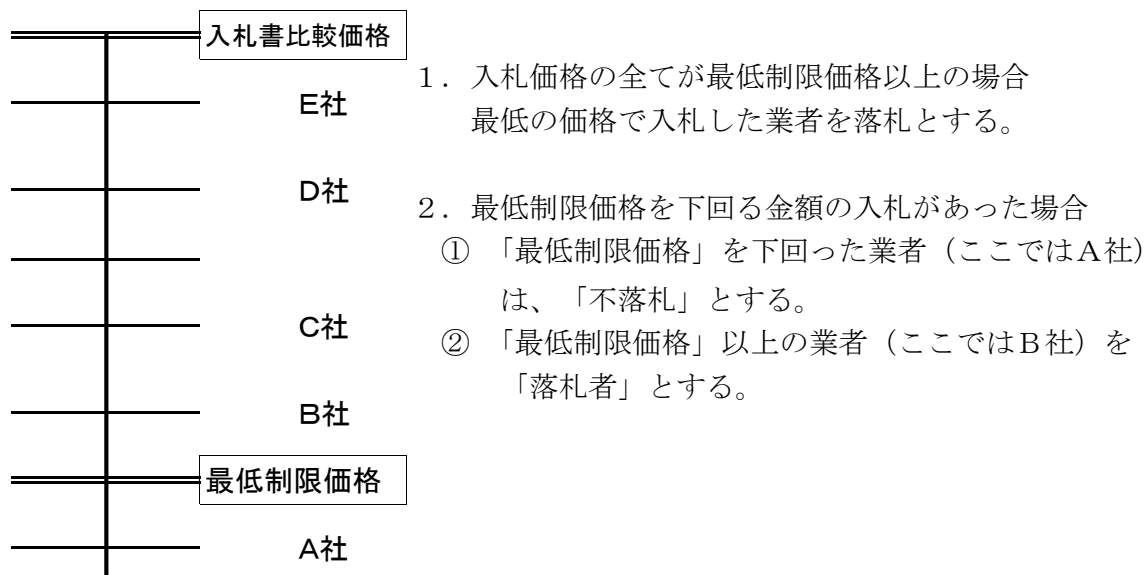 入札書比較価格
E社
D社
C社
B社
最低制限価格
A社
１．入札価格の全てが最低制限価格以上の場合
最低の価格で入札した業者を落札とする。
２．最低制限価格を下回る金額の入札があった場合
① 「最低制限価格」を下回った業者（ここではＡ社）
は、「不落札」とする。
② 「最低制限価格」以上の業者（ここではＢ社）を
「落札者」とする。